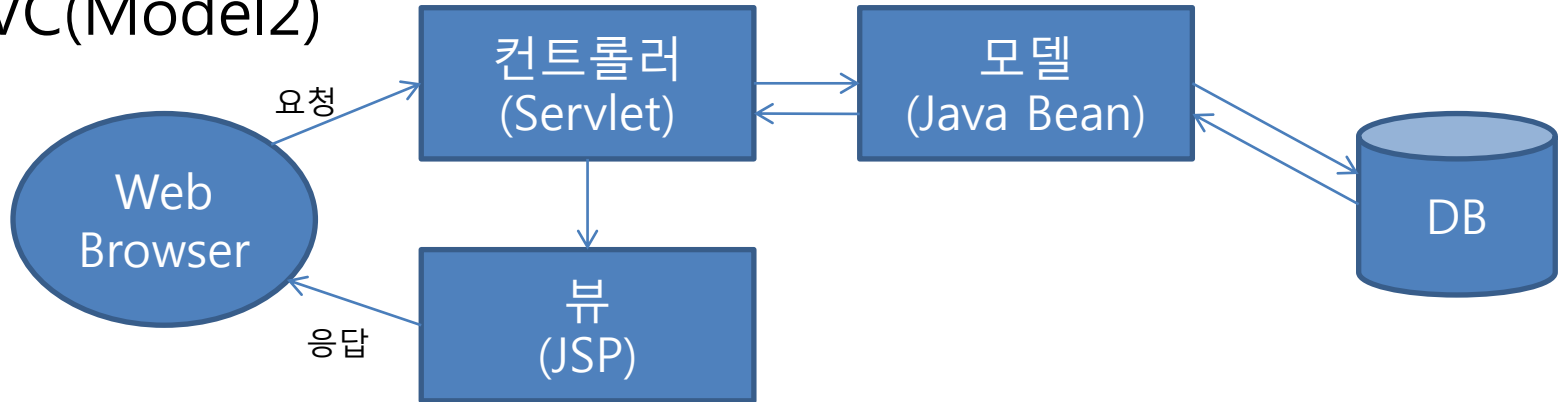 VC(Model2)
컨트롤러
(Servlet)
모델
(Java Bean)
요청
Web
Browser
DB
뷰
(JSP)
응답